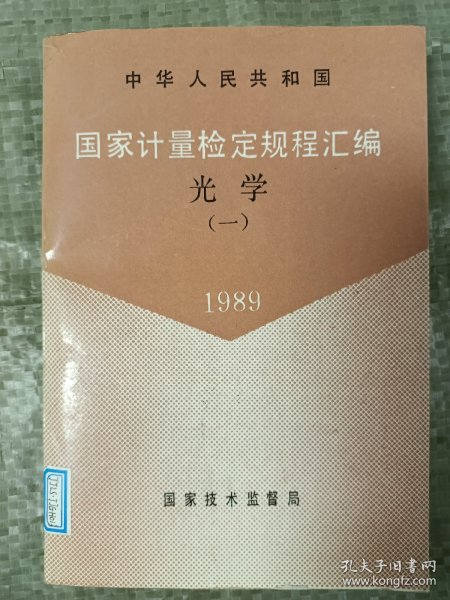 中华人民共和国
国家计量检定规程汇编
光学
(一)
1989
国家技术监督局
孔夫子旧书网
www.kongfz.com